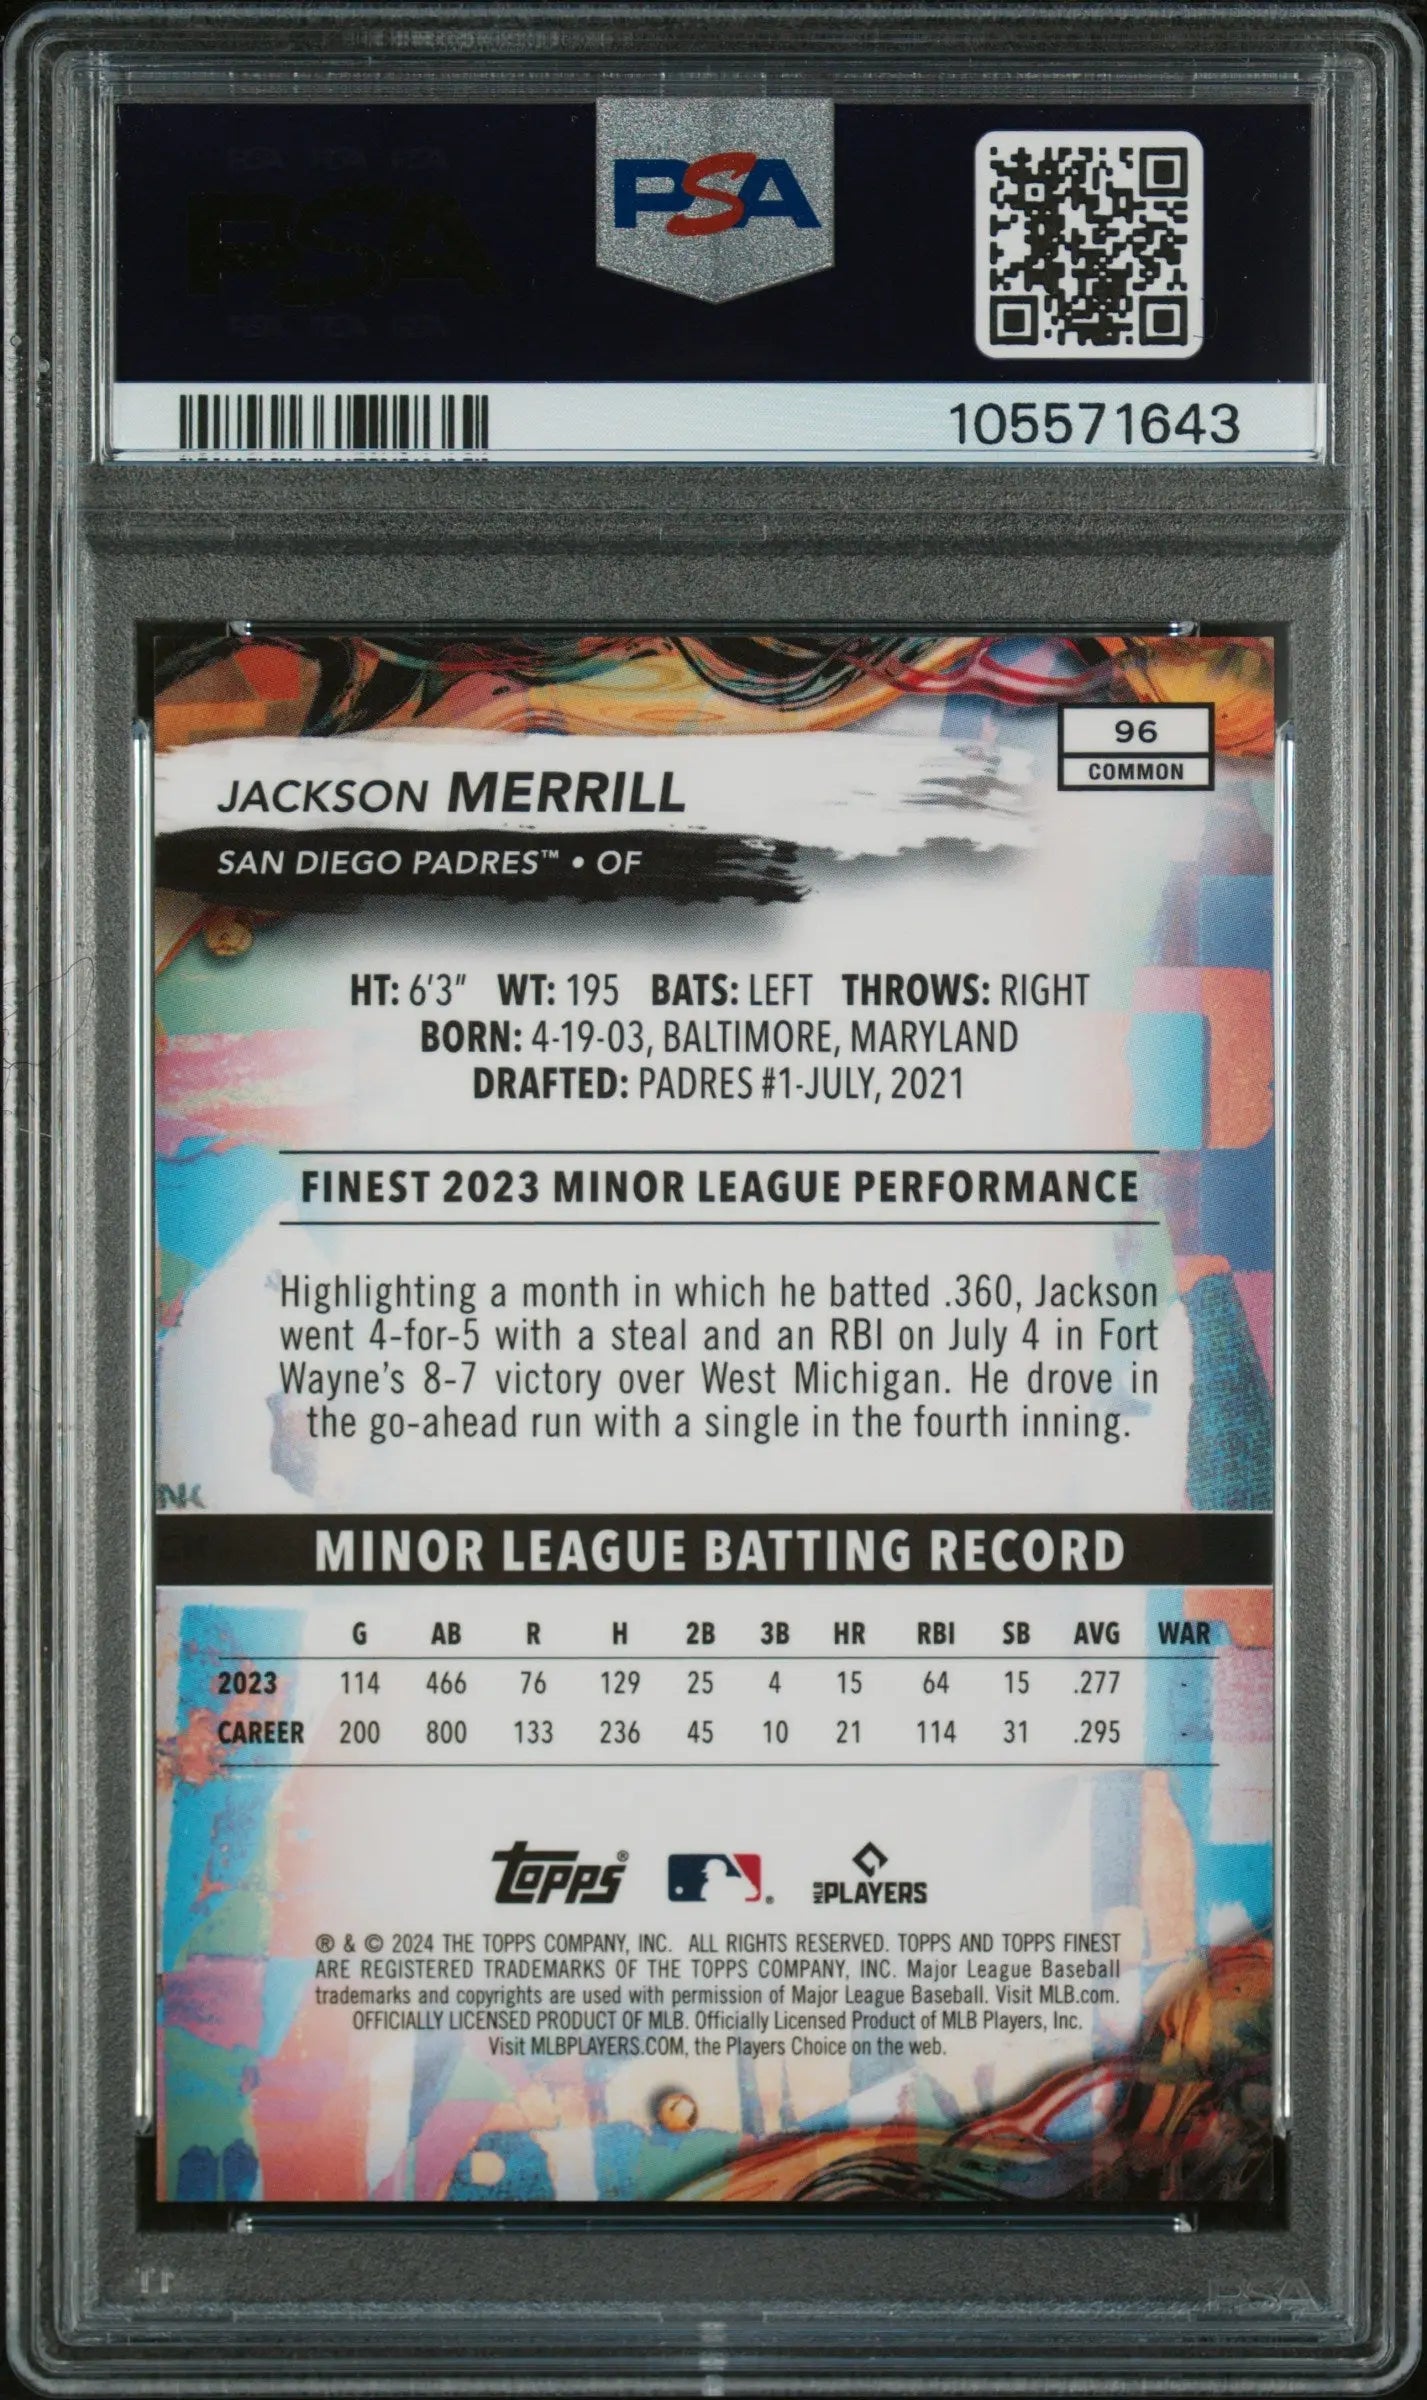 PSA
105571643
96
COMMON
JACKSON MERRILL
SAN DIEGO PADRES™ • OF
HT: 6'3" WT: 195 BATS: LEFT THROWS: RIGHT
BORN: 4-19-03, BALTIMORE, MARYLAND
DRAFTED: PADRES #1-JULY, 2021
FINEST 2023 MINOR LEAGUE PERFORMANCE
Highlighting a month in which he batted .360, Jackson
went 4-for-5 with a steal and an RBI on July 4 in Fort
Wayne's 8-7 victory over West Michigan. He drove in
the go-ahead run with a single in the fourth inning.
NK
MINOR LEAGUE BATTING RECORD
G AB R H 2B 3B HR RBI SB AVG WAR
2023 114 466 76 129 25 4 15 64 15 .277 -
CAREER 200 800 133 236 45 10 21 114 31 .295 -
Topps® ® MLB PLAYERS
® & © 2024 THE TOPPS COMPANY, INC. ALL RIGHTS RESERVED. TOPPS AND TOPPS FINEST
ARE REGISTERED TRADEMARKS OF THE TOPPS COMPANY, INC. Major League Baseball
trademarks and copyrights are used with permission of Major League Baseball. Visit MLB.com.
OFFICIALLY LICENSED PRODUCT OF MLB. Officially Licensed Product of MLB Players, Inc.
Visit MLBPLAYERS.COM, the Players Choice on the web.
PSA